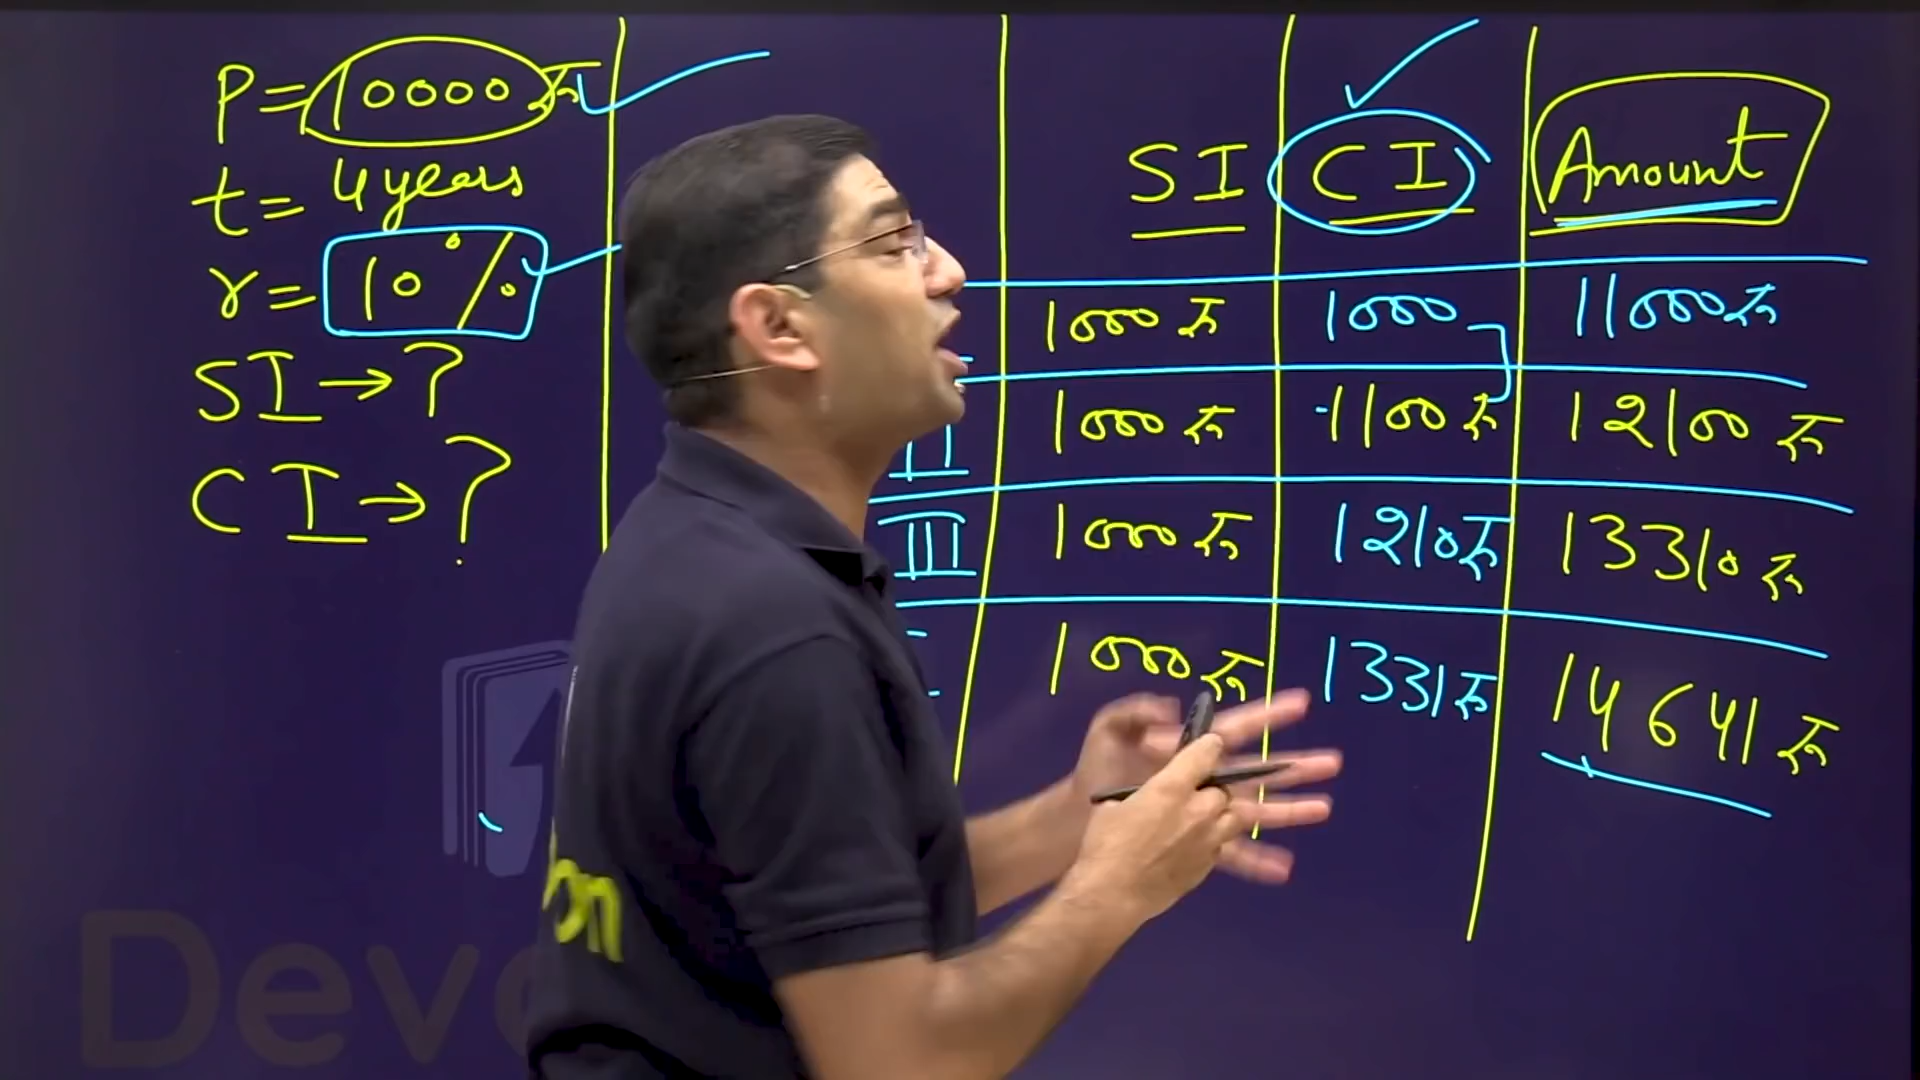 P = 10000 रु
t = 4 years
r = 10 %
SI → ?
CI → ?
SI CI Amount
1000 रु 1000 11000 रु
II 1000 रु 1100 रु 12100 रु
III 1000 रु 1210 रु 13310 रु
1000 रु 1331 रु 14641 रु